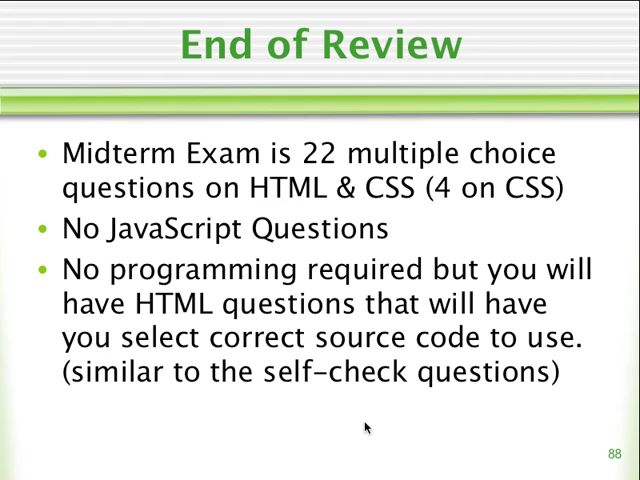 End of Review
• Midterm Exam is 22 multiple choice
questions on HTML & CSS (4 on CSS)
• No JavaScript Questions
• No programming required but you will
have HTML questions that will have
you select correct source code to use.
(similar to the self-check questions)
88